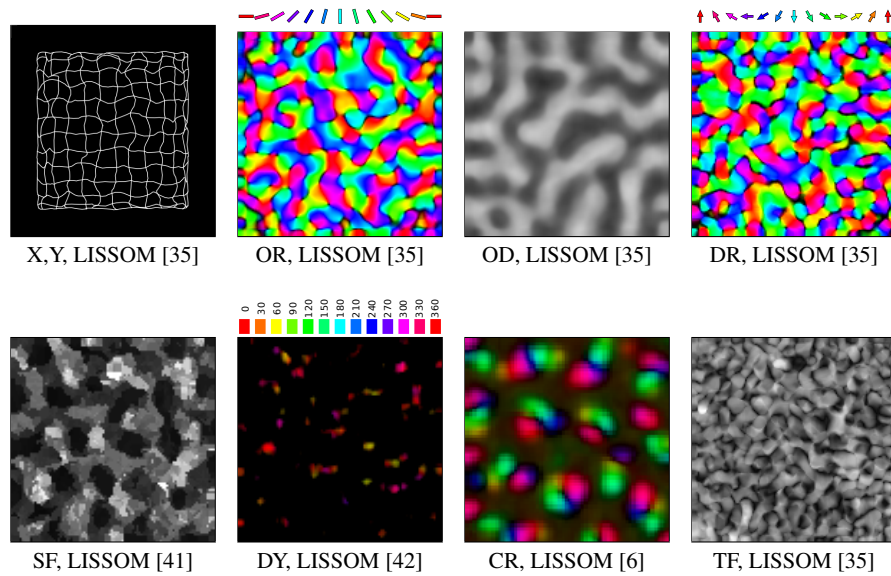 X,Y, LISSOM [35] OR, LISSOM [35] OD, LISSOM [35] DR, LISSOM [35]
0 30 60 90 120 150 180 210 240 270 300 330 360
SF, LISSOM [41] DY, LISSOM [42] CR, LISSOM [6] TF, LISSOM [35]